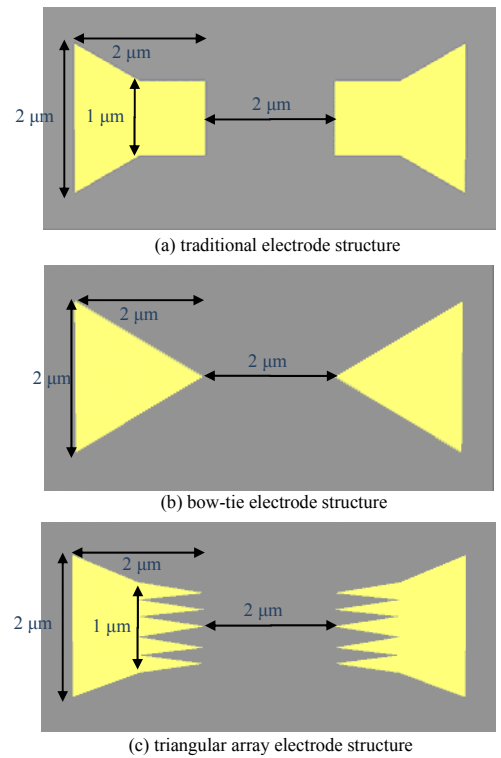 2 μm
2 μm
1 μm
2 μm
(a) traditional electrode structure
2 μm
2 μm
2 μm
(b) bow-tie electrode structure
2 μm
2 μm
2 μm
1 μm
(c) triangular array electrode structure